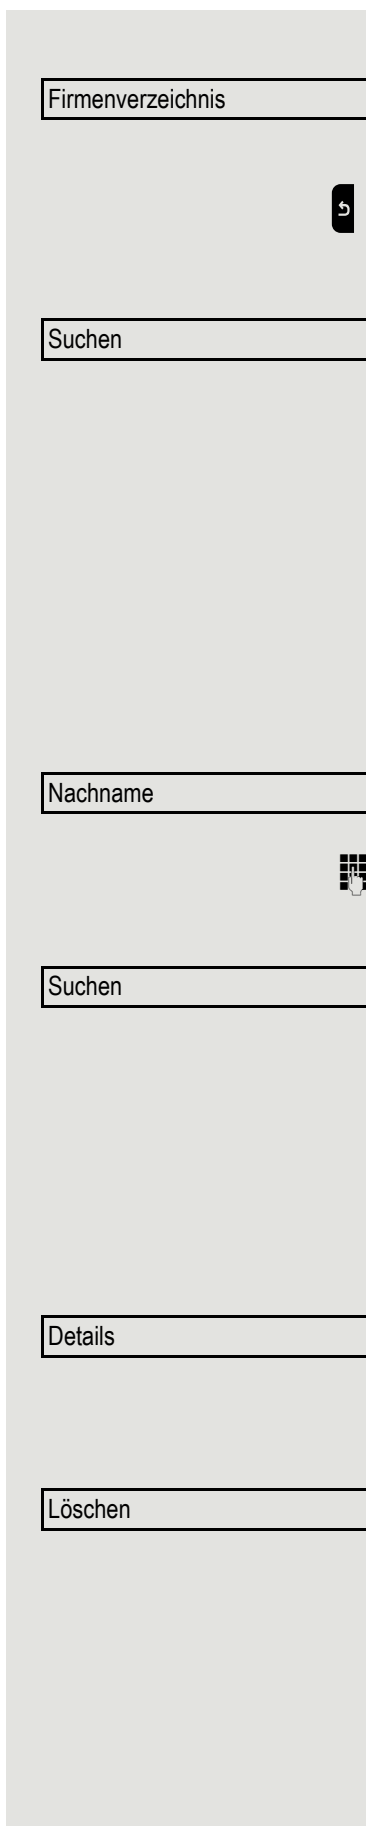 Firmenverzeichnis
Suchen
Nachname
Suchen
Details
Löschen